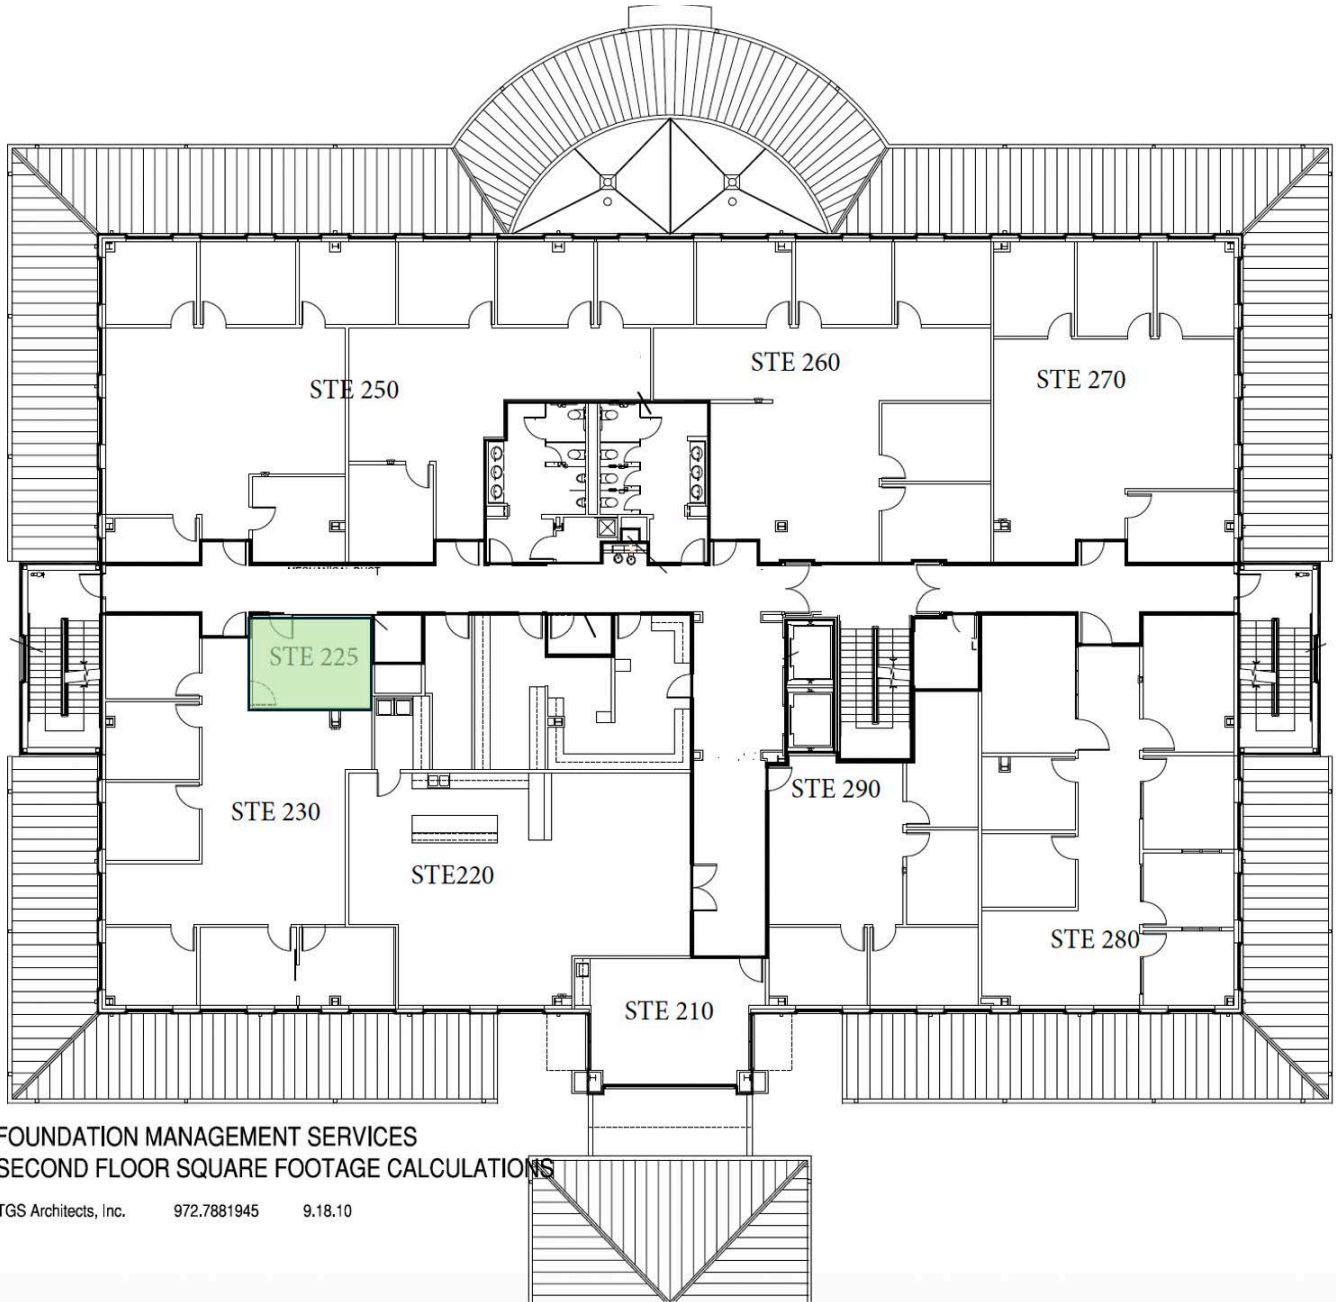 STE 260
STE 270
STE 250
STE 225
STE 290
STE 230
STE220
STE 280
STE 210
FOUNDATION MANAGEMENT SERVICES
SECOND FLOOR SQUARE FOOTAGE CALCULATIONS
TGS Architects, Inc. 972.7881945 9.18.10